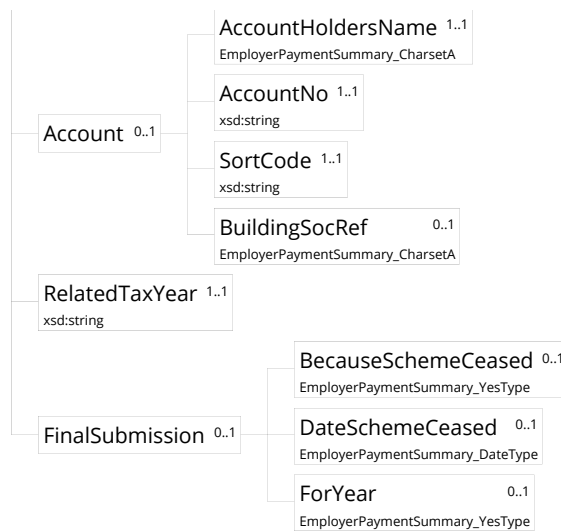 AccountHoldersName 1..1
EmployerPaymentSummary_CharsetA
AccountNo 1..1
xsd:string
Account 0..1
SortCode 1..1
xsd:string
BuildingSocRef 0..1
EmployerPaymentSummary_CharsetA
RelatedTaxYear 1..1
xsd:string
BecauseSchemeCeased 0..1
EmployerPaymentSummary_YesType
FinalSubmission 0..1
DateSchemeCeased 0..1
EmployerPaymentSummary_DateType
ForYear 0..1
EmployerPaymentSummary_YesType